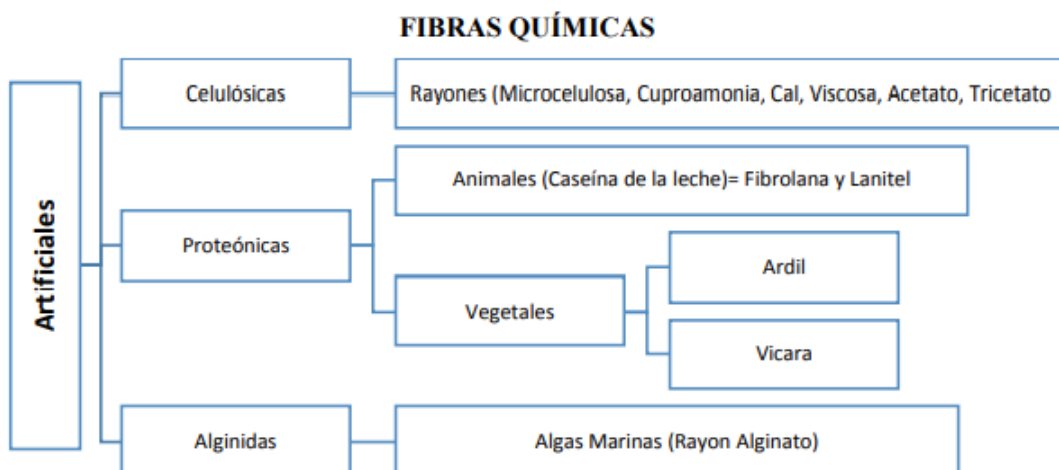 FIBRAS QUÍMICAS
Artificiales
Celulósicas
Rayones (Microcelulosa, Cuproamonia, Cal, Viscosa, Acetato, Tricetato
Proteónicas
Animales (Caseína de la leche)= Fibrolana y Lanitel
Vegetales
Ardil
Vicara
Alginidas
Algas Marinas (Rayon Alginato)